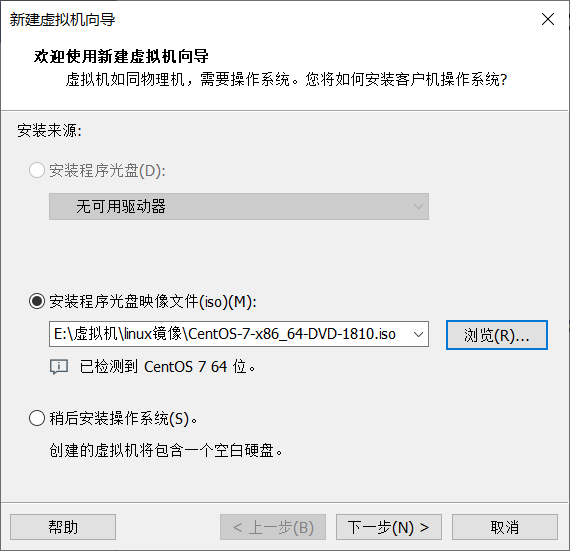 新建虚拟机向导
欢迎使用新建虚拟机向导
虚拟机如同物理机，需要操作系统。您将如何安装客户机操作系统?
安装来源:
安装程序光盘(D):
无可用驱动器
安装程序光盘映像文件(iso)(M):
E:\虚拟机\linux镜像\CentOS-7-x86_64-DVD-1810.iso
浏览(R)...
已检测到 CentOS 7 64 位。
稍后安装操作系统(S)。
创建的虚拟机将包含一个空白硬盘。
帮助
< 上一步(B)
下一步(N) >
取消